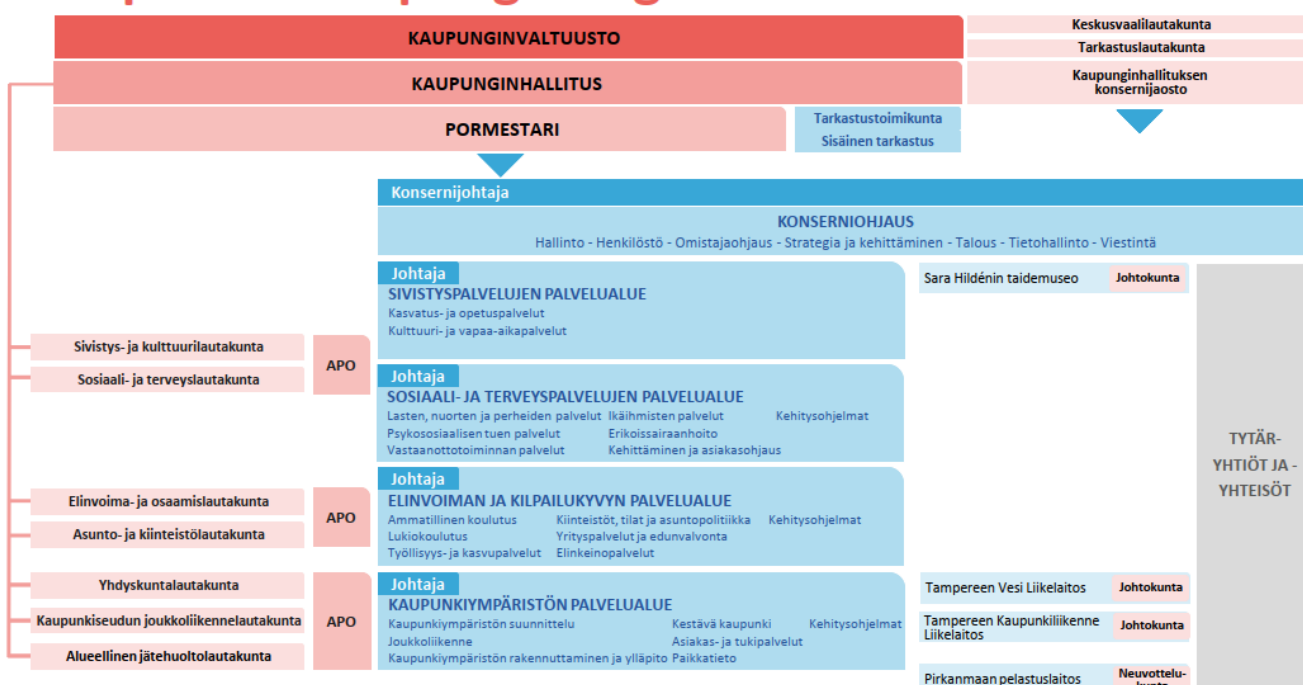 KAUPUNGINVALTUUSTO
Keskusvaalilautakunta
Tarkastuslautakunta
KAUPUNGINHALLITUS
Kaupunginhallituksen
konsernijaosto
PORMESTARI
Tarkastustoimikunta
Sisäinen tarkastus
Konsernijohtaja
KONSERNIOHJAUS
Hallinto - Henkilöstö - Omistajaohjaus - Strategia ja kehittäminen - Talous - Tietohallinto - Viestintä
Sivistys- ja kulttuurilautakunta
Sosiaali- ja terveyslautakunta
APO
Johtaja
SIVISTYSPALVELUJEN PALVELUALUE
Kasvatus- ja opetuspalvelut
Kulttuuri- ja vapaa-aikapalvelut
Sara Hildénin taidemuseo Johtokunta
Johtaja
SOSIAALI- JA TERVEYSPALVELUJEN PALVELUALUE
Lasten, nuorten ja perheiden palvelut Ikäihmisten palvelut Kehitysohjelmat
Psykososiaalisen tuen palvelut Erikoissairaanhoito
Vastaanottotoiminnan palvelut Kehittäminen ja asiakasohjaus
TYTÄR-
YHTIÖT JA -
YHTEISÖT
Elinvoima- ja osaamislautakunta
Asunto- ja kiinteistölautakunta
APO
Johtaja
ELINVOIMAN JA KILPAILUKYVYN PALVELUALUE
Ammatillinen koulutus Kiinteistöt, tilat ja asuntopolitiikka Kehitysohjelmat
Lukiokoulutus Yrityspalvelut ja edunvalvonta
Työllisyys- ja kasvupalvelut Elinkeinopalvelut
Yhdyskuntalautakunta
Kaupunkiseudun joukkoliikennelautakunta
Alueellinen jätehuoltolautakunta
APO
Johtaja
KAUPUNKIYMPÄRISTÖN PALVELUALUE
Kaupunkiympäristön suunnittelu Kestävä kaupunki Kehitysohjelmat
Joukkoliikenne Asiakas- ja tukipalvelut
Kaupunkiympäristön rakennuttaminen ja ylläpito Paikkatieto
Tampereen Vesi Liikelaitos Johtokunta
Tampereen Kaupunkiliikenne
Liikelaitos
Johtokunta
Pirkanmaan pelastuslaitos
Neuvottelu-